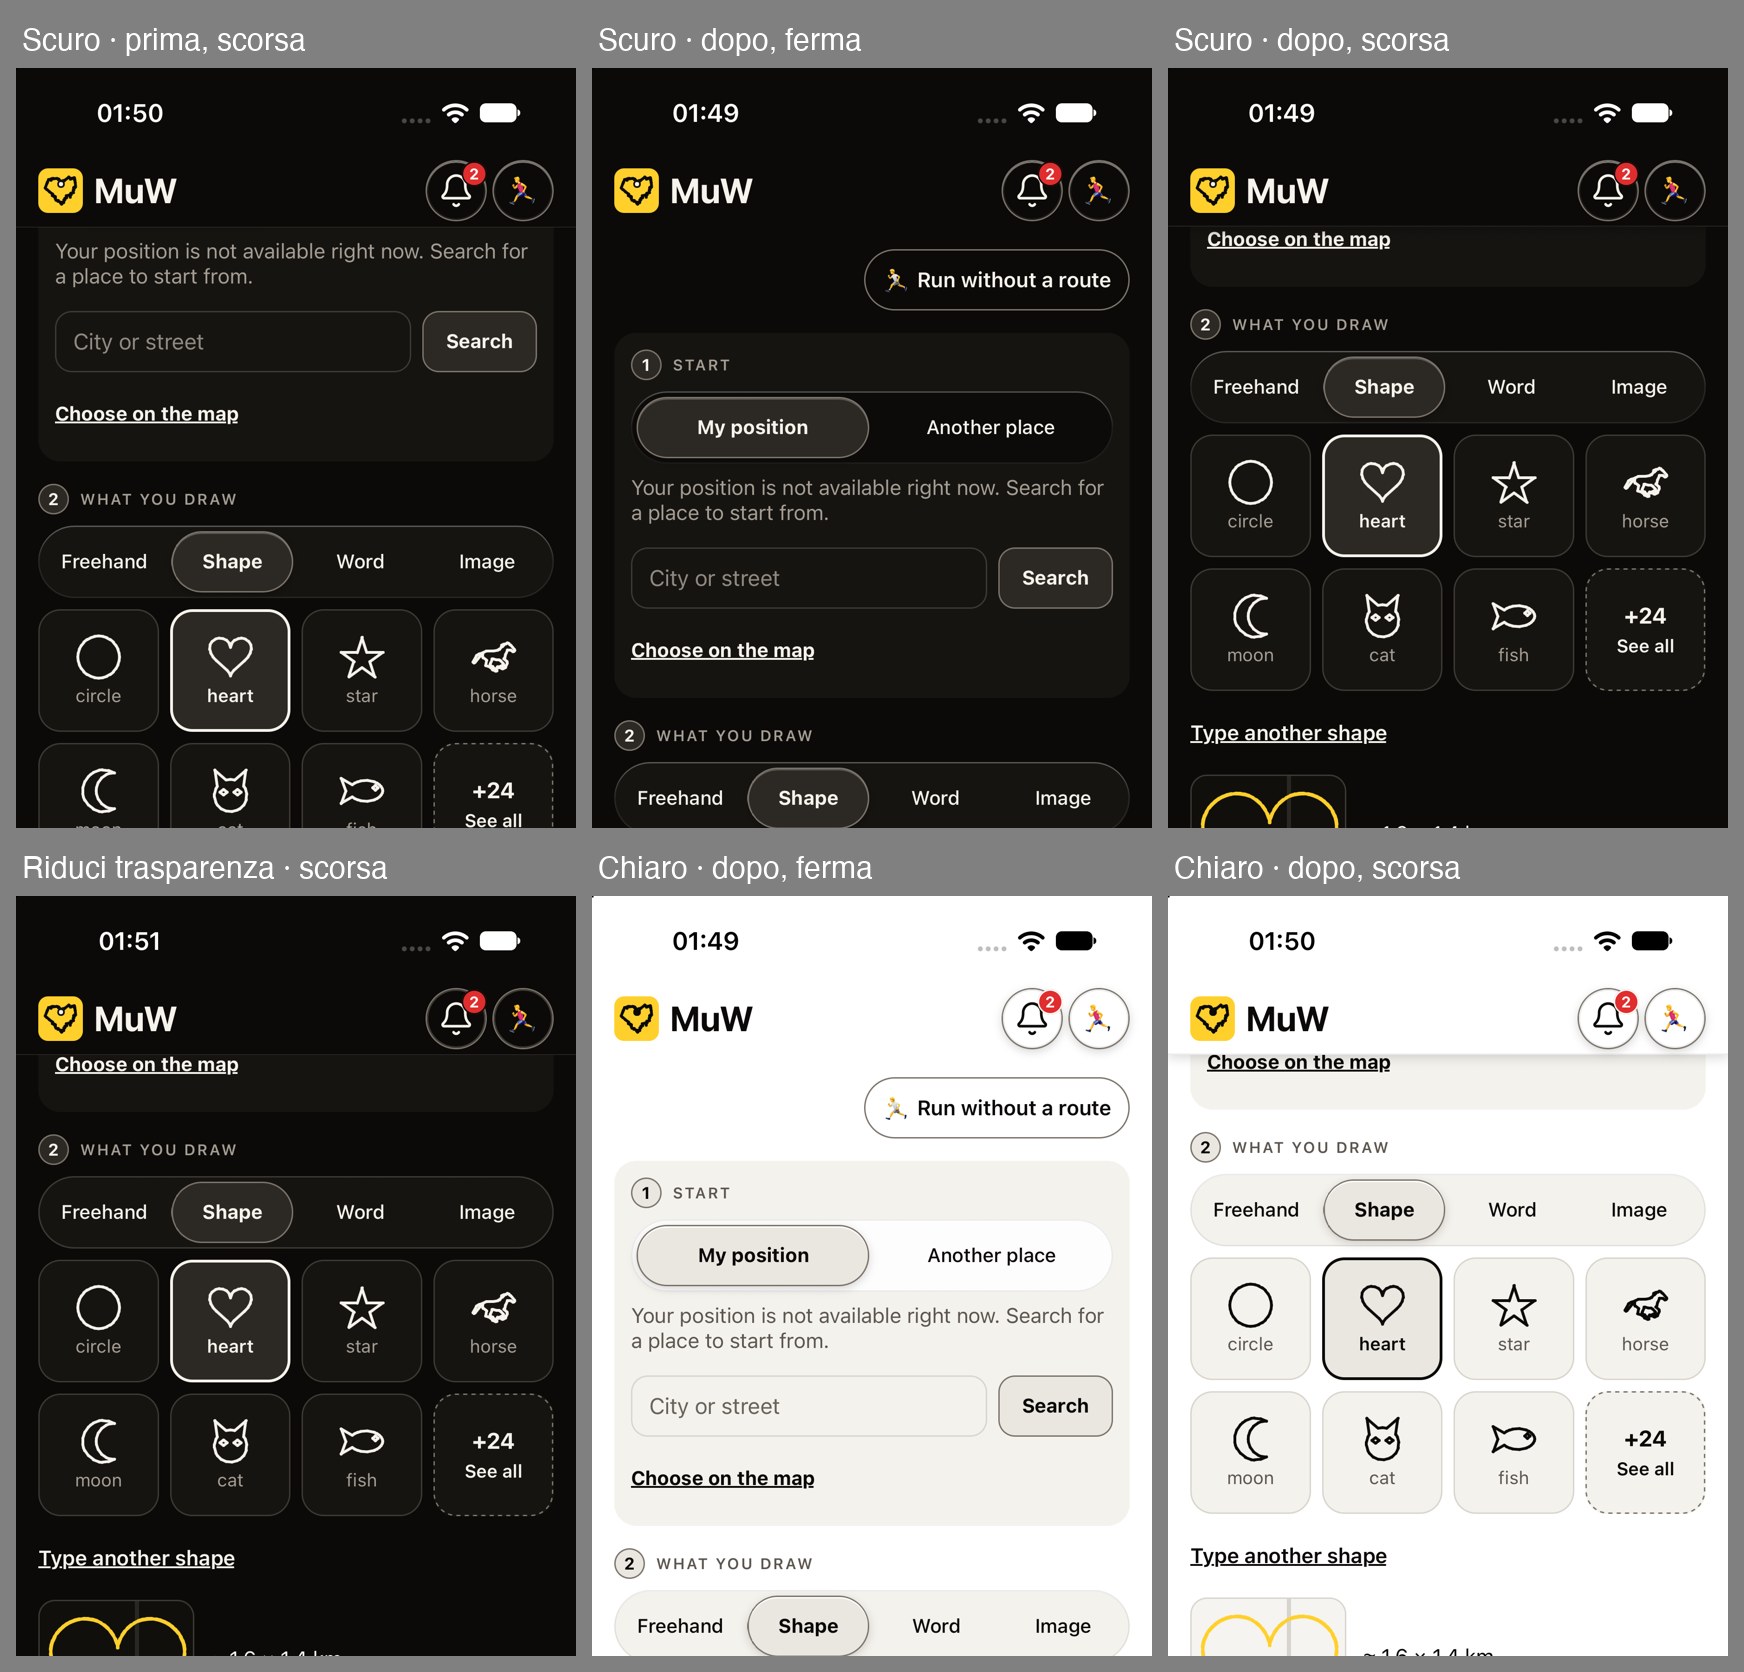 Scuro · prima, scorsa
01:50
MuW
2
Your position is not available right now. Search for
a place to start from.
City or street
Search
Choose on the map
2 WHAT YOU DRAW
Freehand Shape Word Image
circle heart star horse
+24
See all
Scuro · dopo, ferma
01:49
MuW
2
Run without a route
1 START
My position Another place
Your position is not available right now. Search for
a place to start from.
City or street
Search
Choose on the map
2 WHAT YOU DRAW
Freehand Shape Word Image
Scuro · dopo, scorsa
01:49
MuW
2
Choose on the map
2 WHAT YOU DRAW
Freehand Shape Word Image
circle heart star horse
+24
moon cat fish See all
Type another shape
Riduci trasparenza · scorsa
01:51
MuW
2
Choose on the map
2 WHAT YOU DRAW
Freehand Shape Word Image
circle heart star horse
+24
moon cat fish See all
Type another shape
Chiaro · dopo, ferma
01:49
MuW
2
Run without a route
1 START
My position Another place
Your position is not available right now. Search for
a place to start from.
City or street
Search
Choose on the map
2 WHAT YOU DRAW
Freehand Shape Word Image
Chiaro · dopo, scorsa
01:50
MuW
2
Choose on the map
2 WHAT YOU DRAW
Freehand Shape Word Image
circle heart star horse
+24
moon cat fish See all
Type another shape